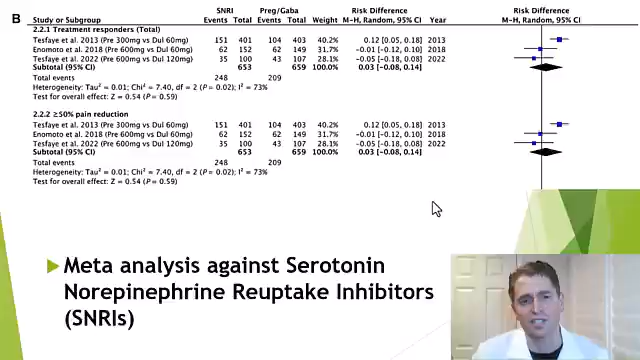 B
SNRI Preg/Gaba Risk Difference Risk Difference
Study or Subgroup Events Total Events Total Weight M-H, Random, 95% CI Year M-H, Random, 95% CI
2.2.1 Treatment responders (Total)
Tesfaye et al. 2013 (Pre 300mg vs Dul 60mg) 151 401 104 403 40.2% 0.12 [0.05, 0.18] 2013
Enomoto et al. 2018 (Pre 600mg vs Dul 60mg) 62 152 62 149 31.7% -0.01 [-0.12, 0.10] 2018
Tesfaye et al. 2022 (Pre 600mg vs Dul 120mg) 35 100 43 107 28.1% -0.05 [-0.18, 0.08] 2022
Subtotal (95% CI) 653 659 100.0% 0.03 [-0.08, 0.14]
Total events 248 209
Heterogeneity: Tau² = 0.01; Chi² = 7.40, df = 2 (P = 0.02); I² = 73%
Test for overall effect: Z = 0.54 (P = 0.59)
2.2.2 ≥50% pain reduction
Tesfaye et al. 2013 (Pre 300mg vs Dul 60mg) 151 401 104 403 40.2% 0.12 [0.05, 0.18] 2013
Enomoto et al. 2018 (Pre 600mg vs Dul 60mg) 62 152 62 149 31.7% -0.01 [-0.12, 0.10] 2018
Tesfaye et al. 2022 (Pre 600mg vs Dul 120mg) 35 100 43 107 28.1% -0.05 [-0.18, 0.08] 2022
Subtotal (95% CI) 653 659 100.0% 0.03 [-0.08, 0.14]
Total events 248 209
Heterogeneity: Tau² = 0.01; Chi² = 7.40, df = 2 (P = 0.02); I² = 73%
Test for overall effect: Z = 0.54 (P = 0.59)
Meta analysis against Serotonin
Norepinephrine Reuptake Inhibitors
(SNRIs)